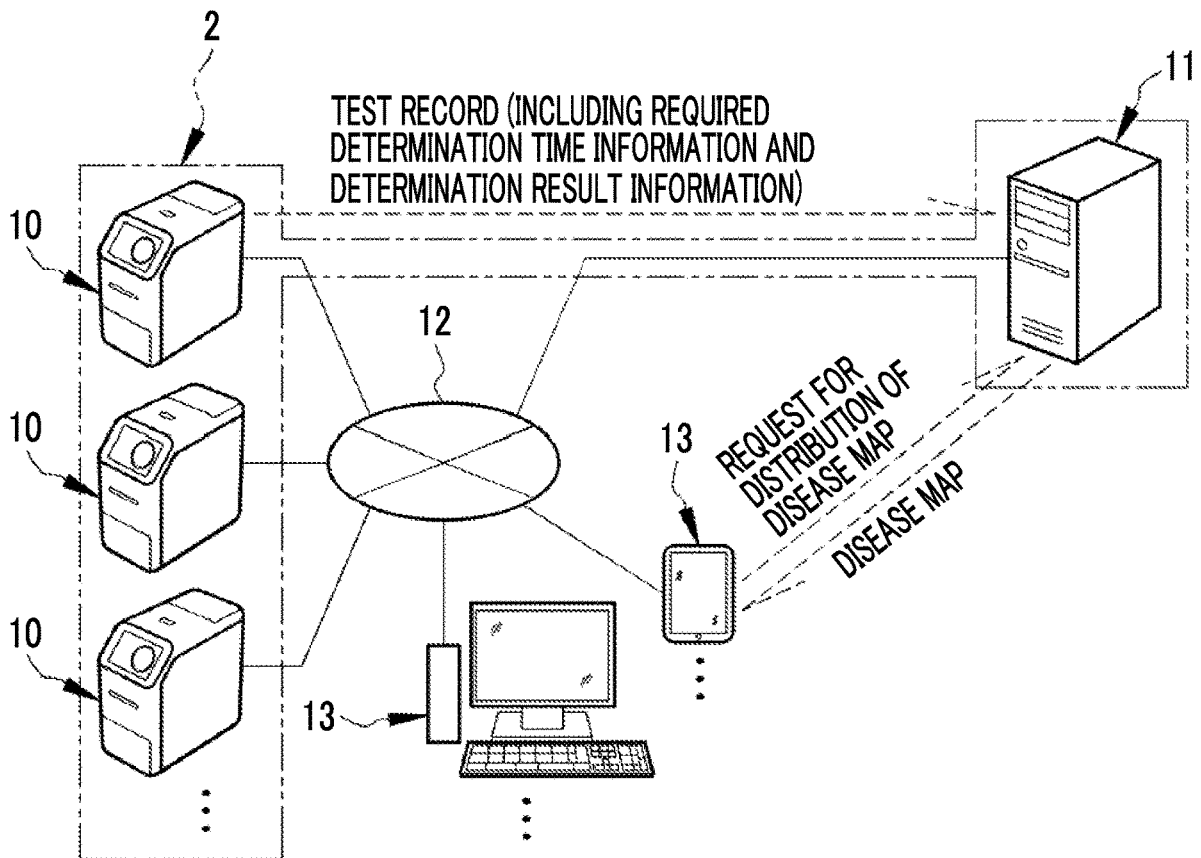 2
11
TEST RECORD (INCLUDING REQUIRED
DETERMINATION TIME INFORMATION AND
DETERMINATION RESULT INFORMATION)
10
12
10
REQUEST FOR
DISTRIBUTION OF
DISEASE MAP
13
DISEASE MAP
10
13